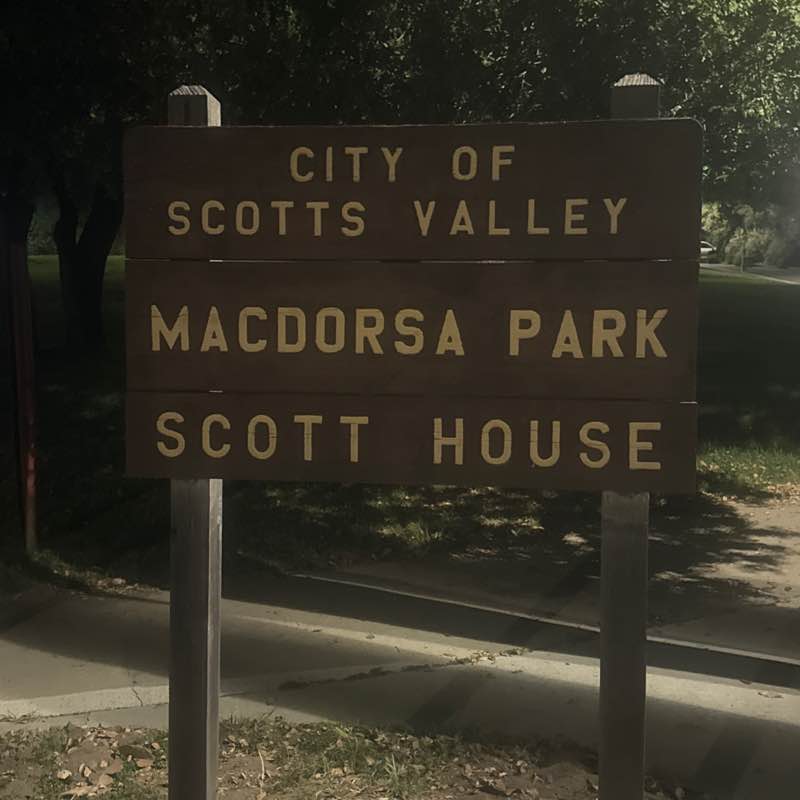 CITY OF
SCOTTS VALLEY
MACDORSA PARK
SCOTT HOUSE